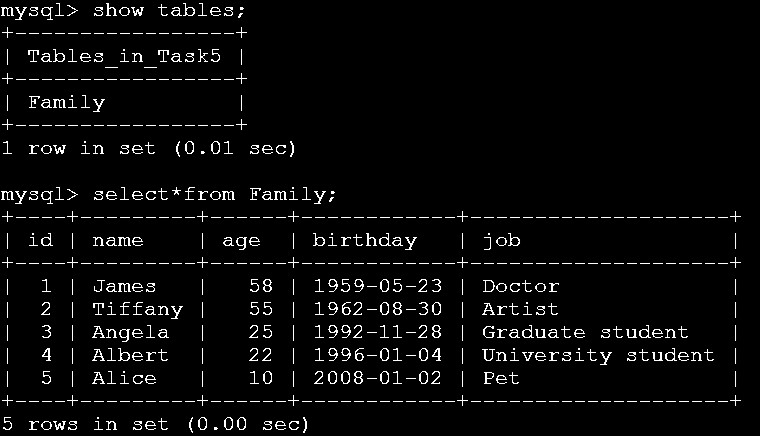 mysql> show tables;
+-----------------+
| Tables_in_Task5 |
+-----------------+
| Family          |
+-----------------+
1 row in set (0.01 sec)

mysql> select*from Family;
+----+---------+------+------------+--------------------+
| id | name    | age  | birthday   | job                |
+----+---------+------+------------+--------------------+
|  1 | James   |   58 | 1959-05-23 | Doctor             |
|  2 | Tiffany |   55 | 1962-08-30 | Artist             |
|  3 | Angela  |   25 | 1992-11-28 | Graduate student   |
|  4 | Albert  |   22 | 1996-01-04 | University student |
|  5 | Alice   |   10 | 2008-01-02 | Pet                |
+----+---------+------+------------+--------------------+
5 rows in set (0.00 sec)